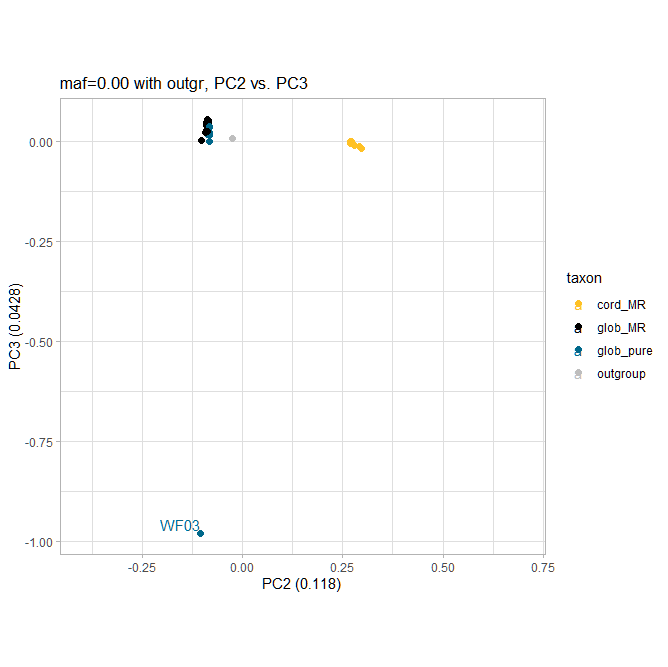 maf=0.00 with outgr, PC2 vs. PC3
0.00
-0.25
-0.50
-0.75
-1.00
PC3 (0.0428)
WF03
-0.25
0.00
0.25
0.50
0.75
PC2 (0.118)
taxon
a cord_MR
a glob_MR
a glob_pure
a outgroup